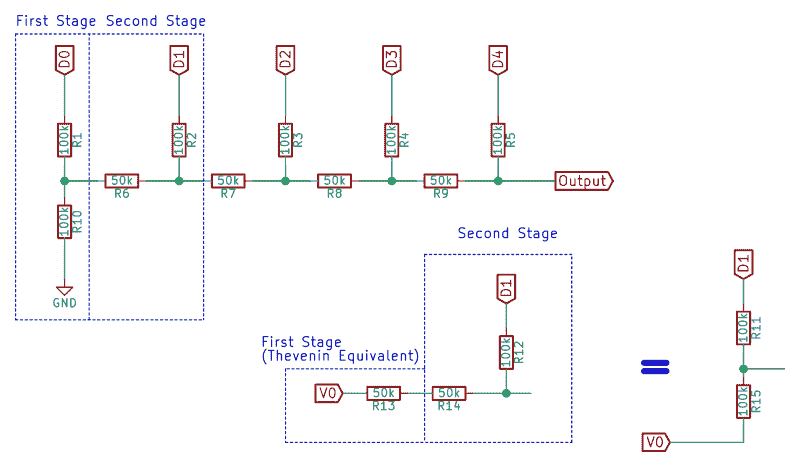 First Stage Second Stage
D0 D1 D2 D3 D4
100k R1 100k R2 100k R3 100k R4 100k R5
50k 50k 50k 50k Output
R6 R7 R8 R9
100k R10
GND
Second Stage
D1
D1
First Stage
(Thevenin Equivalent)
100k R12
100k R11
V0 50k 50k
R13 R14
100k R15
V0